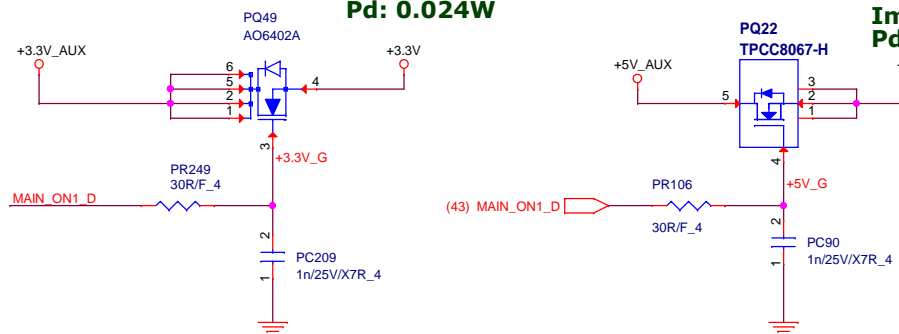 Pd: 0.024W
PQ49
AO6402A
+3.3V_AUX
+3.3V
6
5
2
1
4
3
+3.3V_G
PR249
30R/F_4
MAIN_ON1_D
2
1
PC209
1n/25V/X7R_4
Im
Pd
PQ22
TPCC8067-H
+5V_AUX
5
3
2
1
4
+5V_G
(43) MAIN_ON1_D
PR106
30R/F_4
2
1
PC90
1n/25V/X7R_4